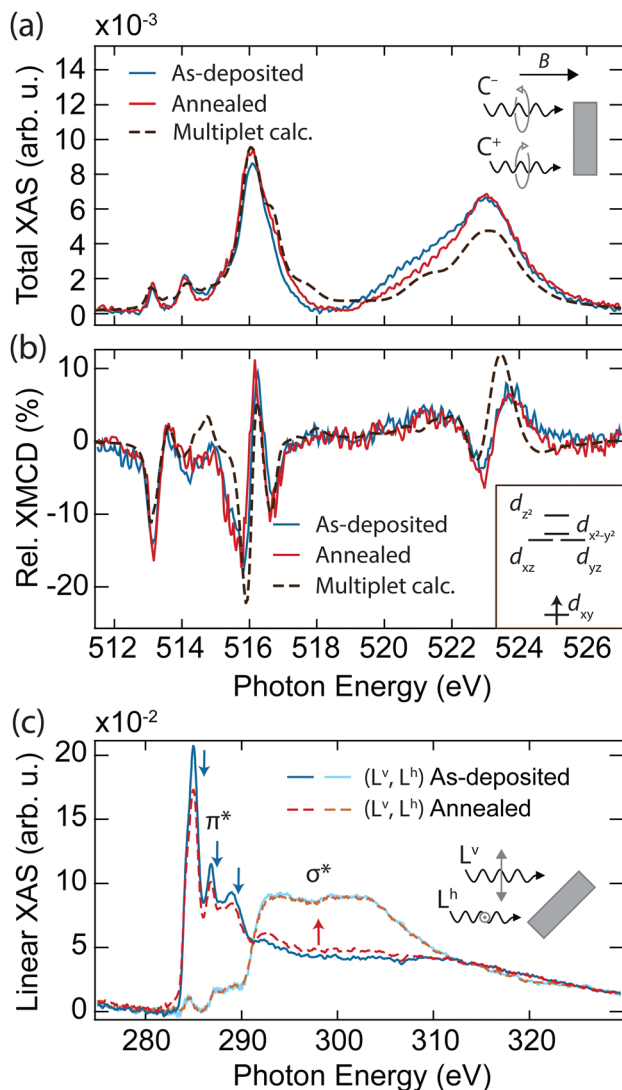 (a)
x10⁻³
14
12
10
8
6
4
2
0
Total XAS (arb. u.)
As-deposited
Annealed
Multiplet calc.
B
C⁻
C⁺
(b)
10
0
-10
-20
Rel. XMCD (%)
As-deposited
Annealed
Multiplet calc.
d_z²
d_x²-y²
d_xz d_yz
d_xy
512 514 516 518 520 522 524 526
Photon Energy (eV)
(c)
x10⁻²
20
15
10
5
0
Linear XAS (arb. u.)
(Lᵛ, Lʰ) As-deposited
(Lᵛ, Lʰ) Annealed
π*
σ*
Lᵛ
Lʰ
280 290 300 310 320
Photon Energy (eV)